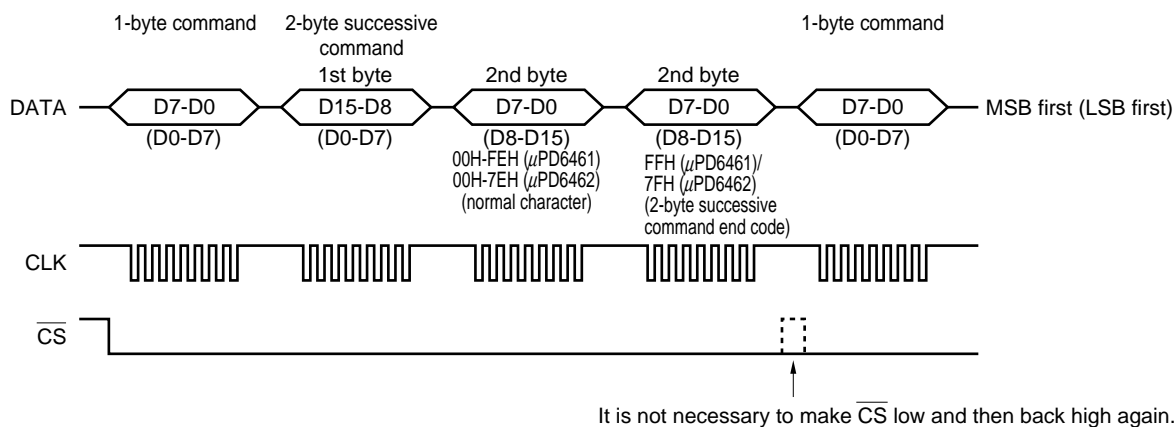 1-byte command
2-byte successive
command
1-byte command
1st byte
2nd byte
2nd byte
DATA
D7-D0
D15-D8
D7-D0
D7-D0
D7-D0
MSB first (LSB first)
(D0-D7)
(D0-D7)
(D8-D15)
(D8-D15)
(D0-D7)
00H-FEH (μPD6461)
00H-7EH (μPD6462)
(normal character)
FFH (μPD6461)/
7FH (μPD6462)
(2-byte successive
command end code)
CLK
CS
It is not necessary to make CS low and then back high again.